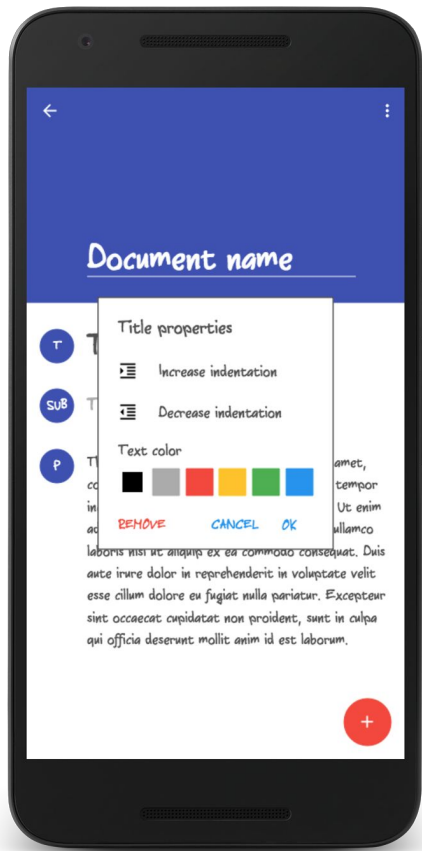 Document name
Title properties
T
T
Increase indentation
SUB
T
Decrease indentation
P
Text color
amet,
tempor
Ut enim
REMOVE
CANCEL
OK
ullamco
laboris nisi ut aliquip ex ea commodo consequat. Duis
aute irure dolor in reprehenderit in voluptate velit
esse cillum dolore eu fugiat nulla pariatur. Excepteur
sint occaecat cupidatat non proident, sunt in culpa
qui officia deserunt mollit anim id est laborum.